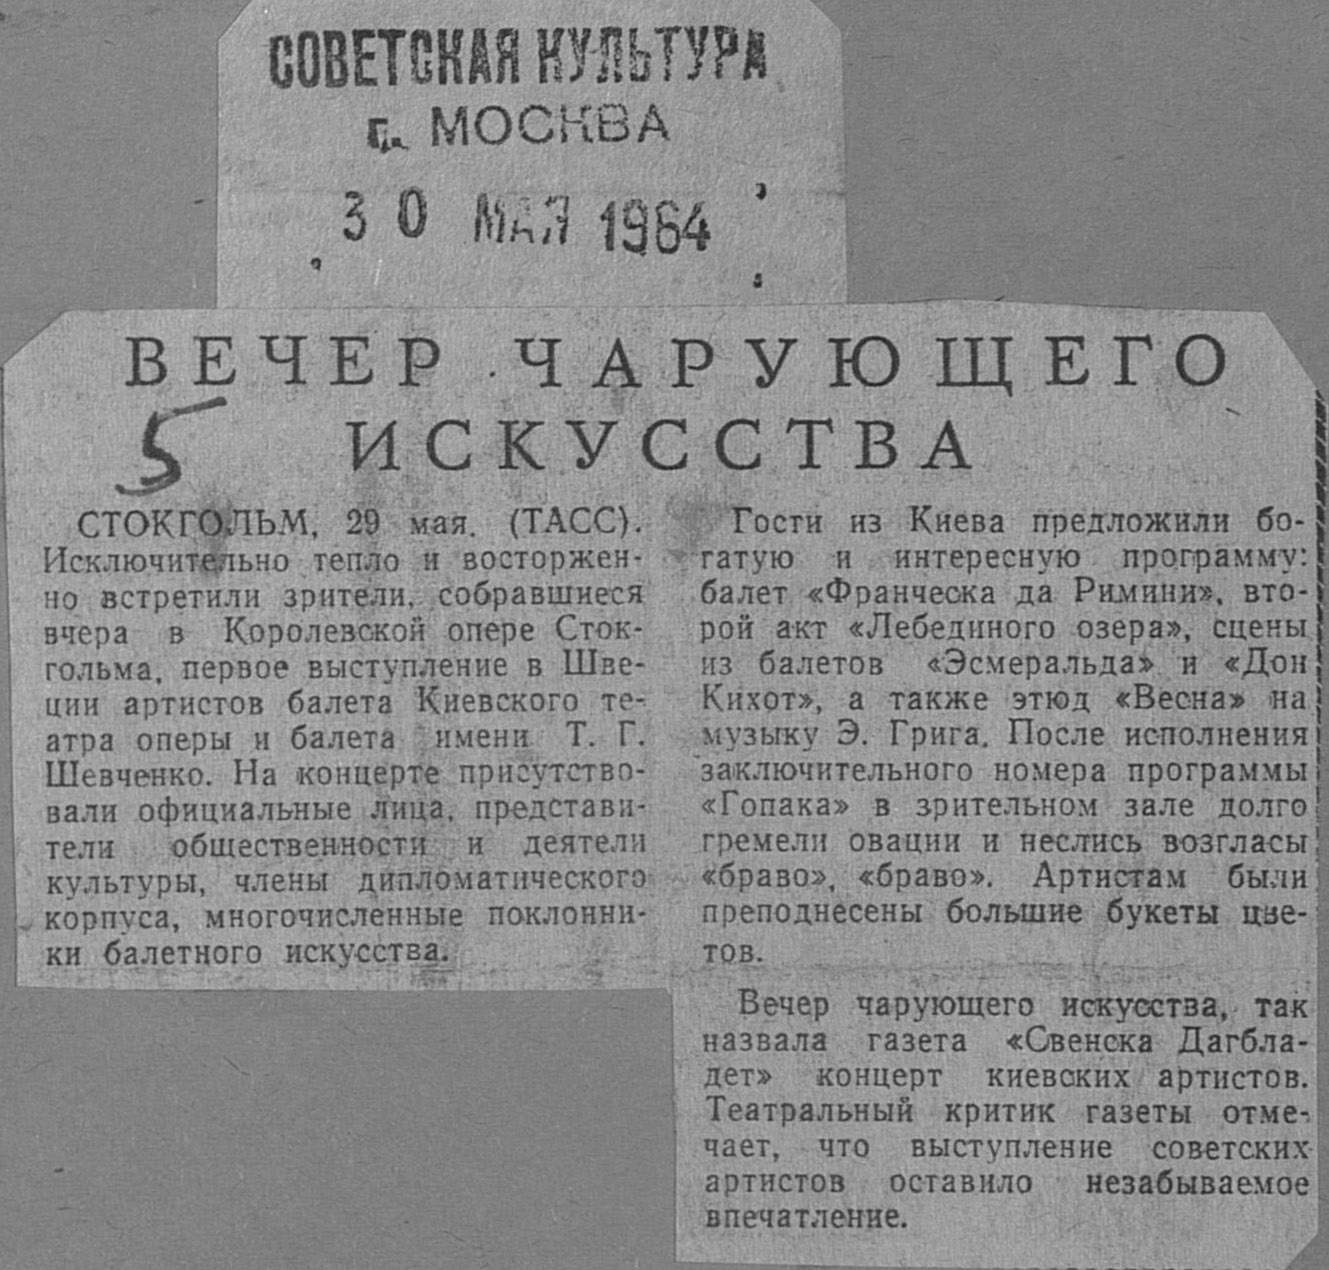 СОВЕТСКАЯ КУЛЬТУРА
г. МОСКВА
30 МАЯ 1964
ВЕЧЕР ЧАРУЮЩЕГО
ИСКУССТВА
5
СТОКГОЛЬМ, 29 мая. (ТАСС).
Исключительно тепло и восторжен-
но встретили зрители, собравшиеся
вчера в Королевской опере Сток-
гольма, первое выступление в Шве-
ции артистов балета Киевского те-
атра оперы и балета имени Т. Г.
Шевченко. На концерте присутство-
вали официальные лица, представи-
тели общественности и деятели
культуры, члены дипломатического
корпуса, многочисленные поклонни-
ки балетного искусства.
Гости из Киева предложили бо-
гатую и интересную программу:
балет «Франческа да Римини», вто-
рой акт «Лебединого озера», сцены
из балетов «Эсмеральда» и «Дон
Кихот», а также этюд «Весна» на
музыку Э. Грига. После исполнения
заключительного номера программы
«Гопака» в зрительном зале долго
гремели овации и неслись возгласы
«браво», «браво». Артистам были
преподнесены большие букеты цве-
тов.
Вечер чарующего искусства, так
назвала газета «Свенска Дагбла-
дет» концерт киевских артистов.
Театральный критик газеты отме-
чает, что выступление советских
артистов оставило незабываемое
впечатление.